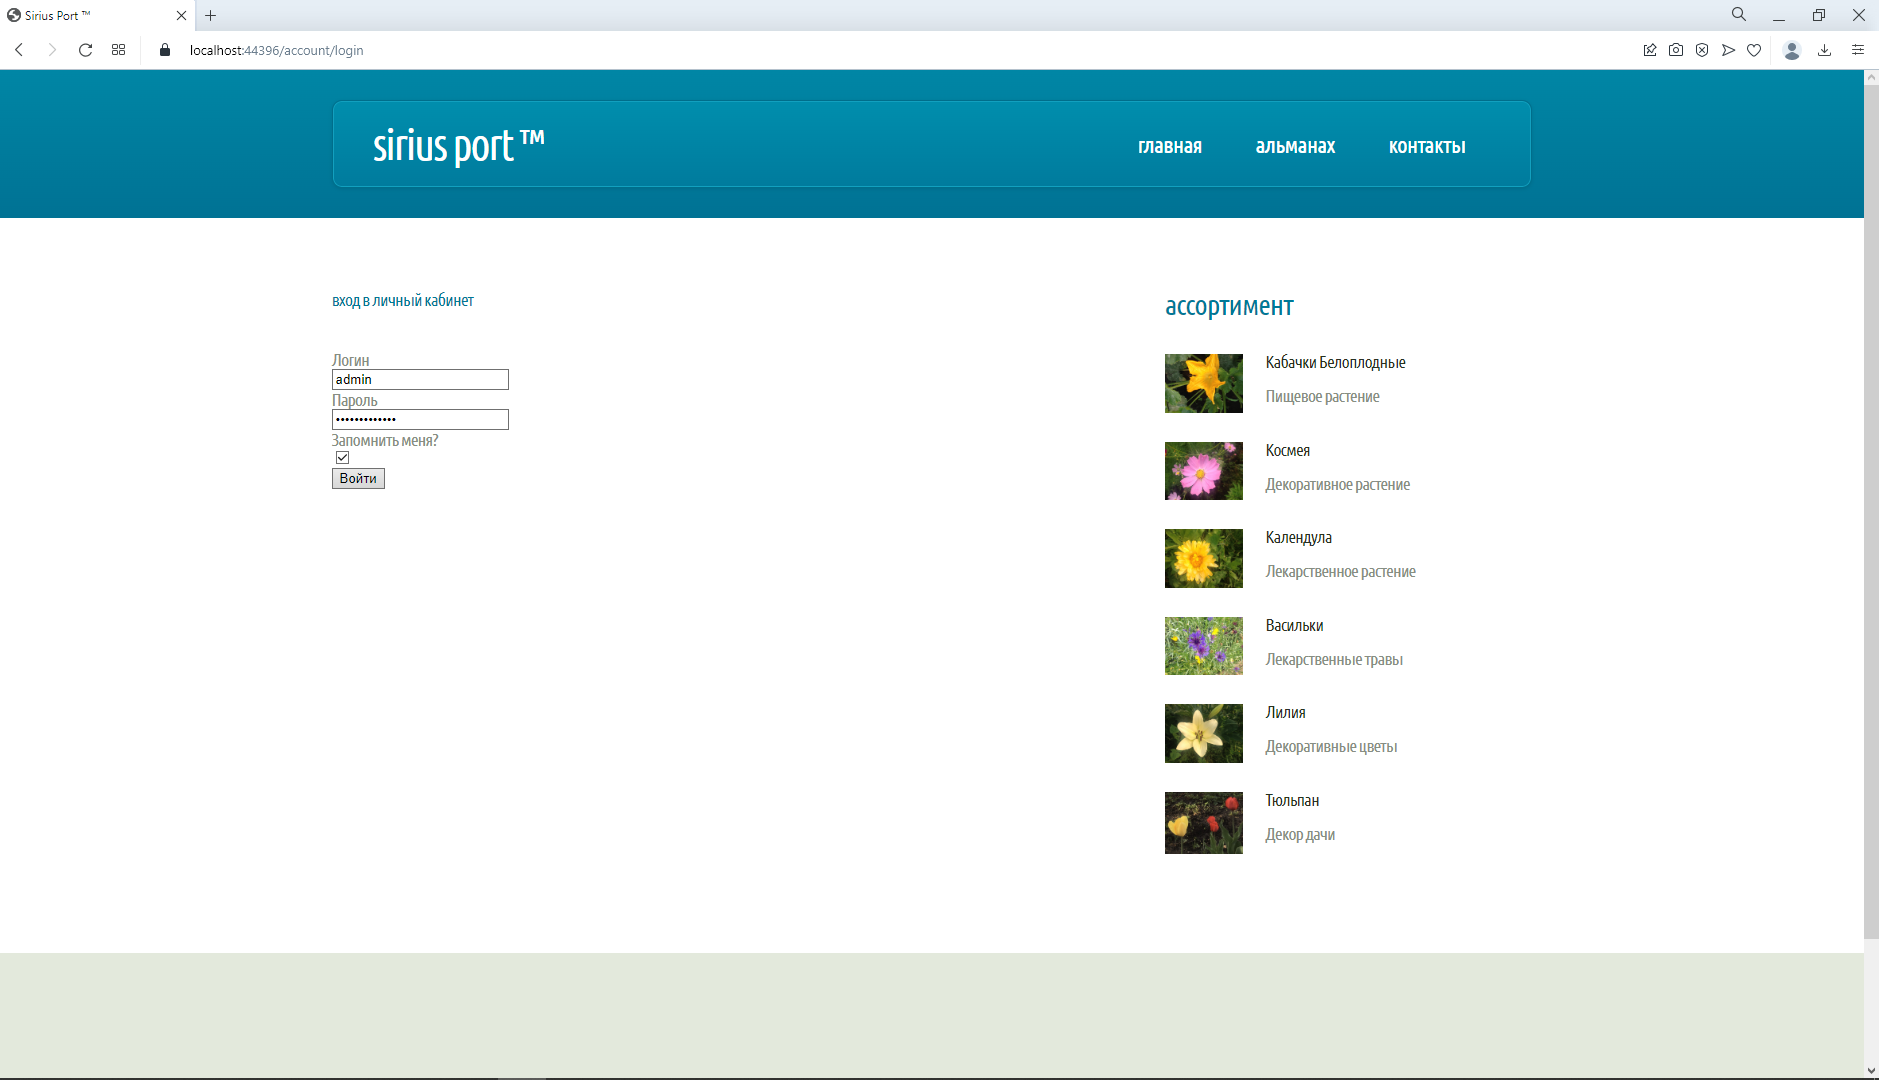 Sirius Port ™
localhost:44396/account/login
sirius port ™
главная альманах контакты
вход в личный кабинет
Логин
admin
Пароль
•••••••••••••
Запомнить меня?
Войти
ассортимент
Кабачки Белоплодные
Пищевое растение
Космея
Декоративное растение
Календула
Лекарственное растение
Васильки
Лекарственные травы
Лилия
Декоративные цветы
Тюльпан
Декор дачи